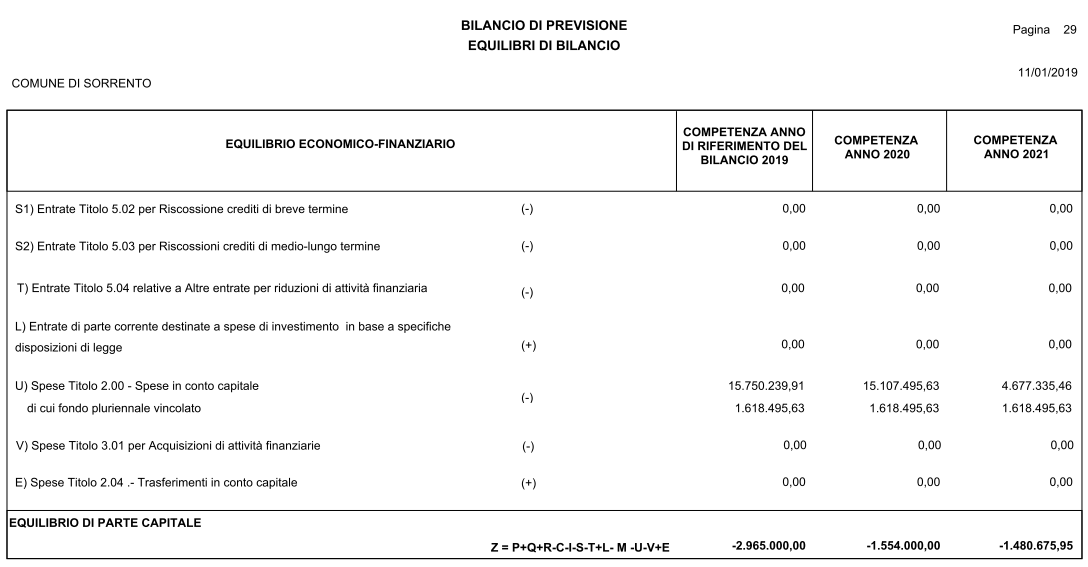 BILANCIO DI PREVISIONE
Pagina 29
EQUILIBRI DI BILANCIO
11/01/2019
COMUNE DI SORRENTO
EQUILIBRIO ECONOMICO-FINANZIARIO
COMPETENZA ANNO
DI RIFERIMENTO DEL
BILANCIO 2019
COMPETENZA
ANNO 2020
COMPETENZA
ANNO 2021
S1) Entrate Titolo 5.02 per Riscossione crediti di breve termine (-) 0,00 0,00 0,00
S2) Entrate Titolo 5.03 per Riscossioni crediti di medio-lungo termine (-) 0,00 0,00 0,00
T) Entrate Titolo 5.04 relative a Altre entrate per riduzioni di attività finanziaria (-) 0,00 0,00 0,00
L) Entrate di parte corrente destinate a spese di investimento in base a specifiche
disposizioni di legge (+) 0,00 0,00 0,00
U) Spese Titolo 2.00 - Spese in conto capitale (-) 15.750.239,91 15.107.495,63 4.677.335,46
di cui fondo pluriennale vincolato 1.618.495,63 1.618.495,63 1.618.495,63
V) Spese Titolo 3.01 per Acquisizioni di attività finanziarie (-) 0,00 0,00 0,00
E) Spese Titolo 2.04 .- Trasferimenti in conto capitale (+) 0,00 0,00 0,00
EQUILIBRIO DI PARTE CAPITALE
Z = P+Q+R-C-I-S-T+L- M -U-V+E -2.965.000,00 -1.554.000,00 -1.480.675,95